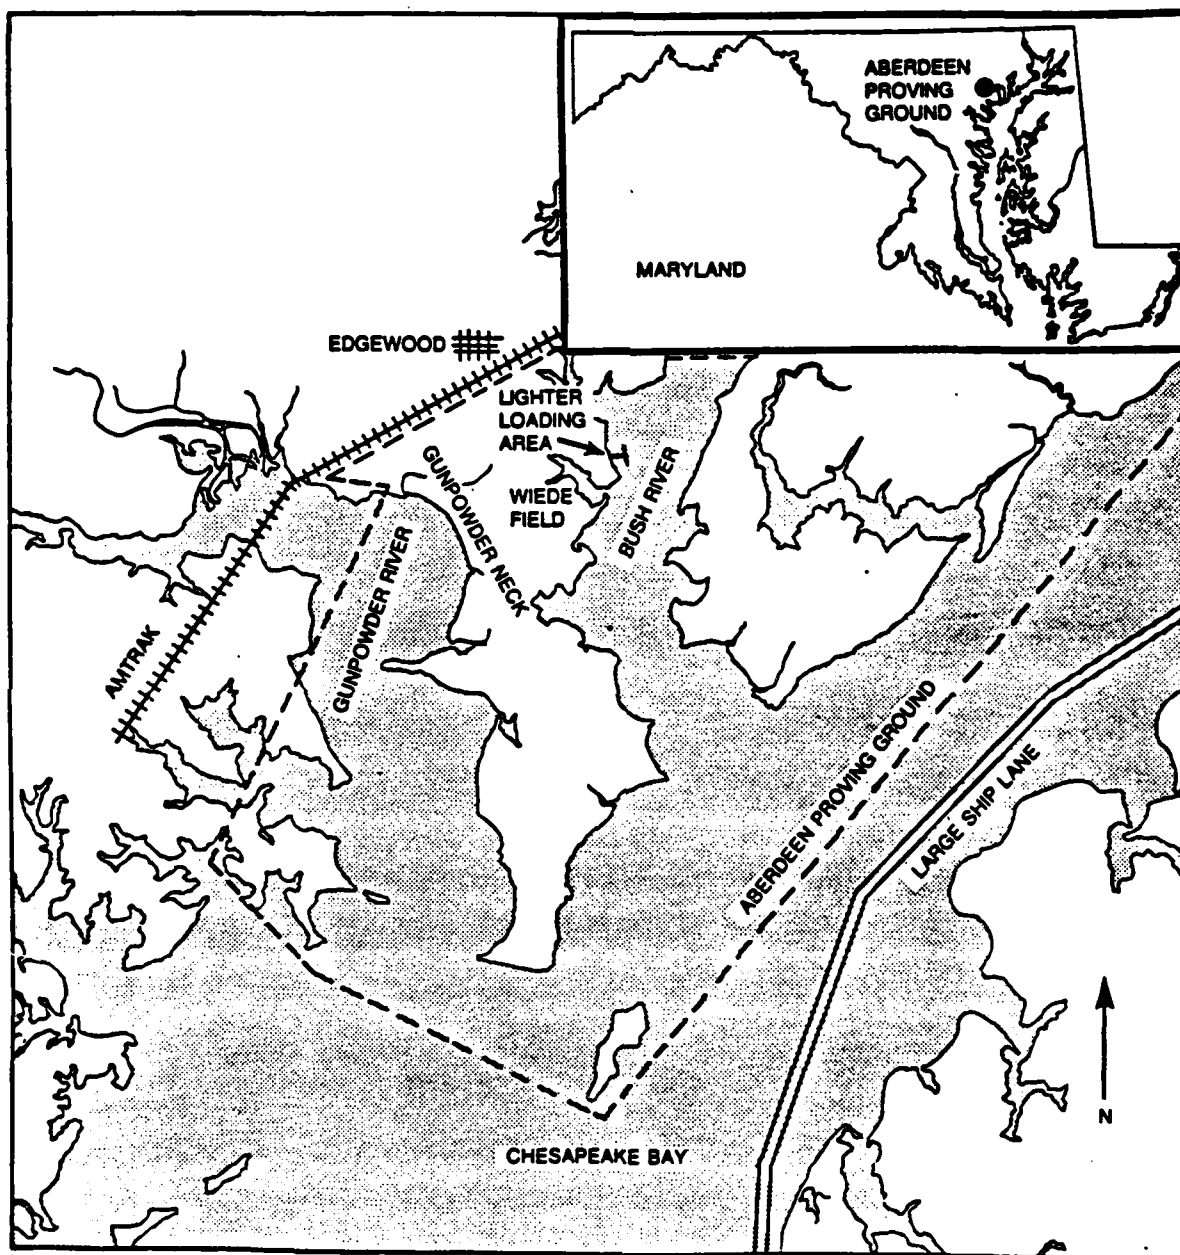 ABERDEEN
PROVING
GROUND
MARYLAND
EDGEWOOD
LIGHTER
LOADING
AREA
GUNPOWDER NECK
WIEDE
FIELD
BUSH RIVER
GUNPOWDER RIVER
AMTRAK
ABERDEEN PROVING GROUND
LARGE SHIP LANE
N
CHESAPEAKE BAY